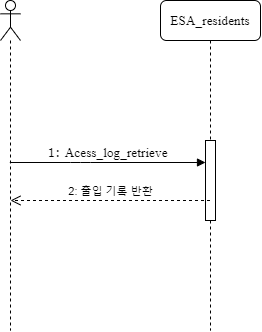 ESA_residents
1: Acess_log_retrieve
2: 출입 기록 반환